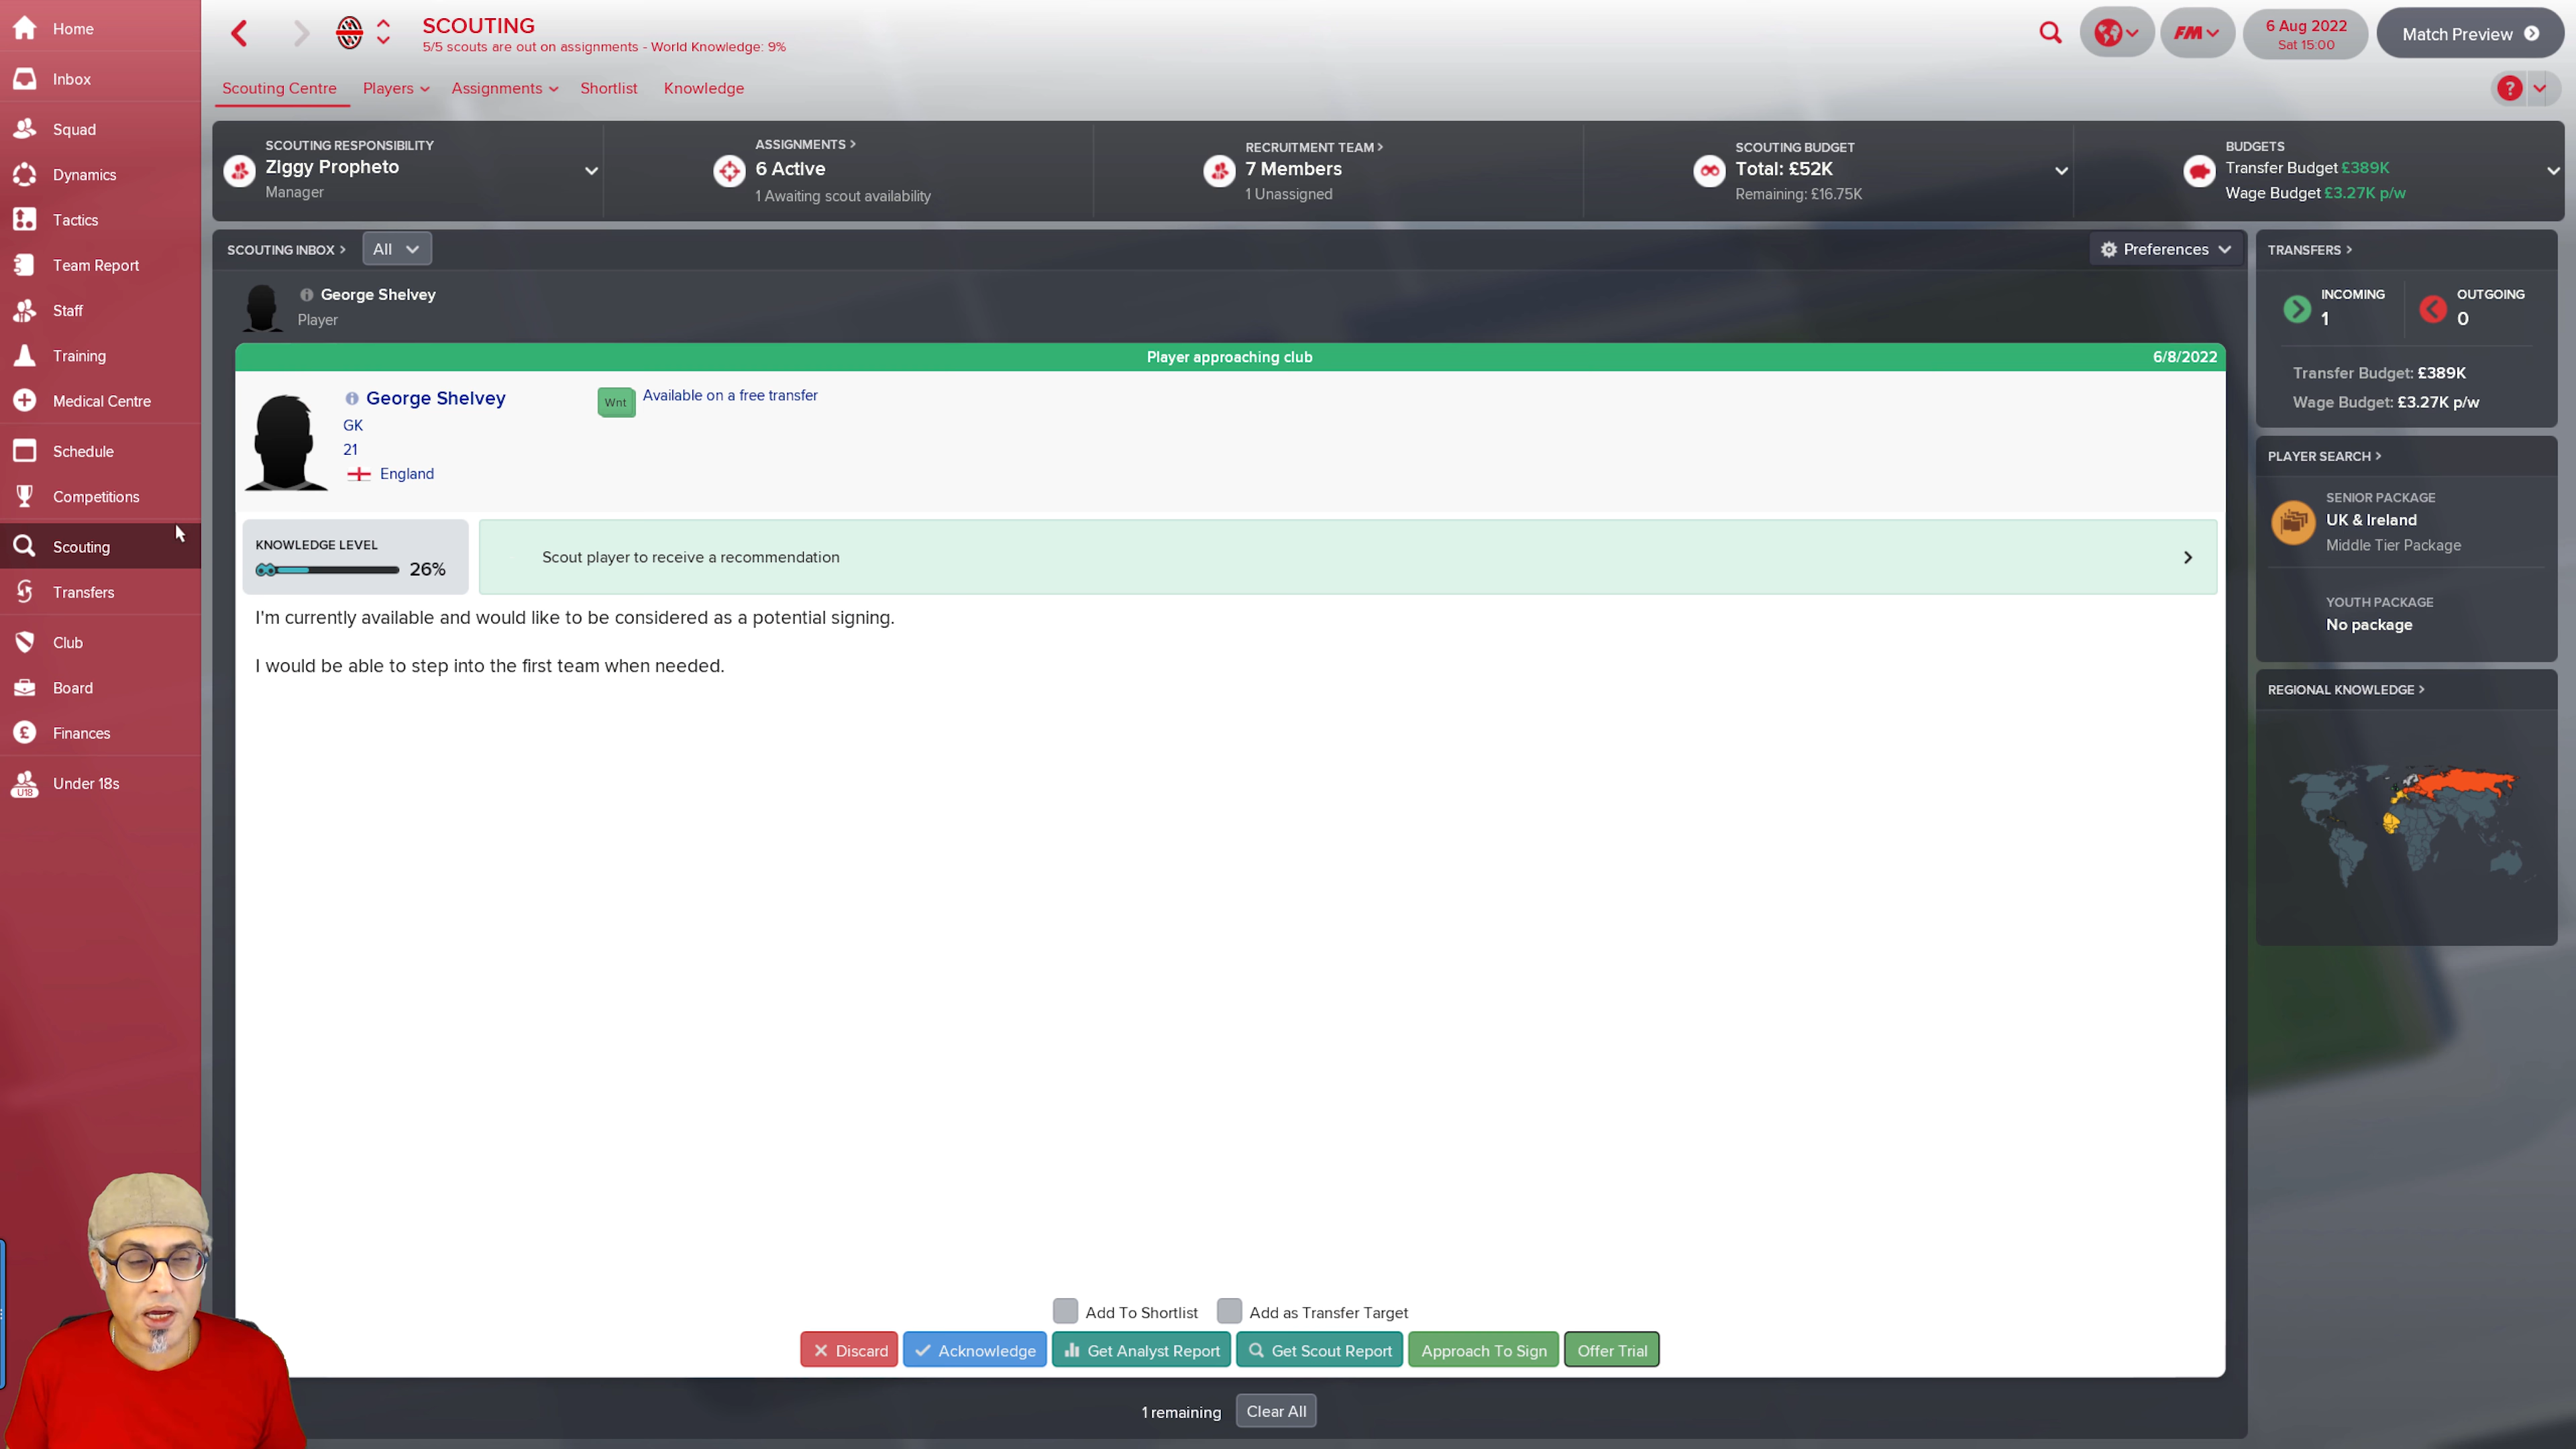 Home
Inbox
Squad
Dynamics
Tactics
Team Report
Staff
Training
Medical Centre
Schedule
Competitions
Scouting
Transfers
Club
Board
Finances
U18
Under 18s
SCOUTING
5/5 scouts are out on assignments - World Knowledge: 9%
FM
6 Aug 2022
Sat 15:00
Match Preview
Scouting Centre
Players
Assignments
Shortlist
Knowledge
?
SCOUTING RESPONSIBILITY
Ziggy Propheto
Manager
ASSIGNMENTS >
6 Active
1 Awaiting scout availability
RECRUITMENT TEAM >
7 Members
1 Unassigned
SCOUTING BUDGET
Total: £52K
Remaining: £16.75K
BUDGETS
Transfer Budget £389K
Wage Budget £3.27K p/w
SCOUTING INBOX >
All
Preferences
George Shelvey
Player
Player approaching club
6/8/2022
George Shelvey
GK
21
England
Wnt
Available on a free transfer
KNOWLEDGE LEVEL
26%
Scout player to receive a recommendation
I'm currently available and would like to be considered as a potential signing.
I would be able to step into the first team when needed.
Add To Shortlist
Add as Transfer Target
Discard
Acknowledge
Get Analyst Report
Get Scout Report
Approach To Sign
Offer Trial
1 remaining
Clear All
TRANSFERS >
INCOMING
1
OUTGOING
0
Transfer Budget: £389K
Wage Budget: £3.27K p/w
PLAYER SEARCH >
SENIOR PACKAGE
UK & Ireland
Middle Tier Package
YOUTH PACKAGE
No package
REGIONAL KNOWLEDGE >